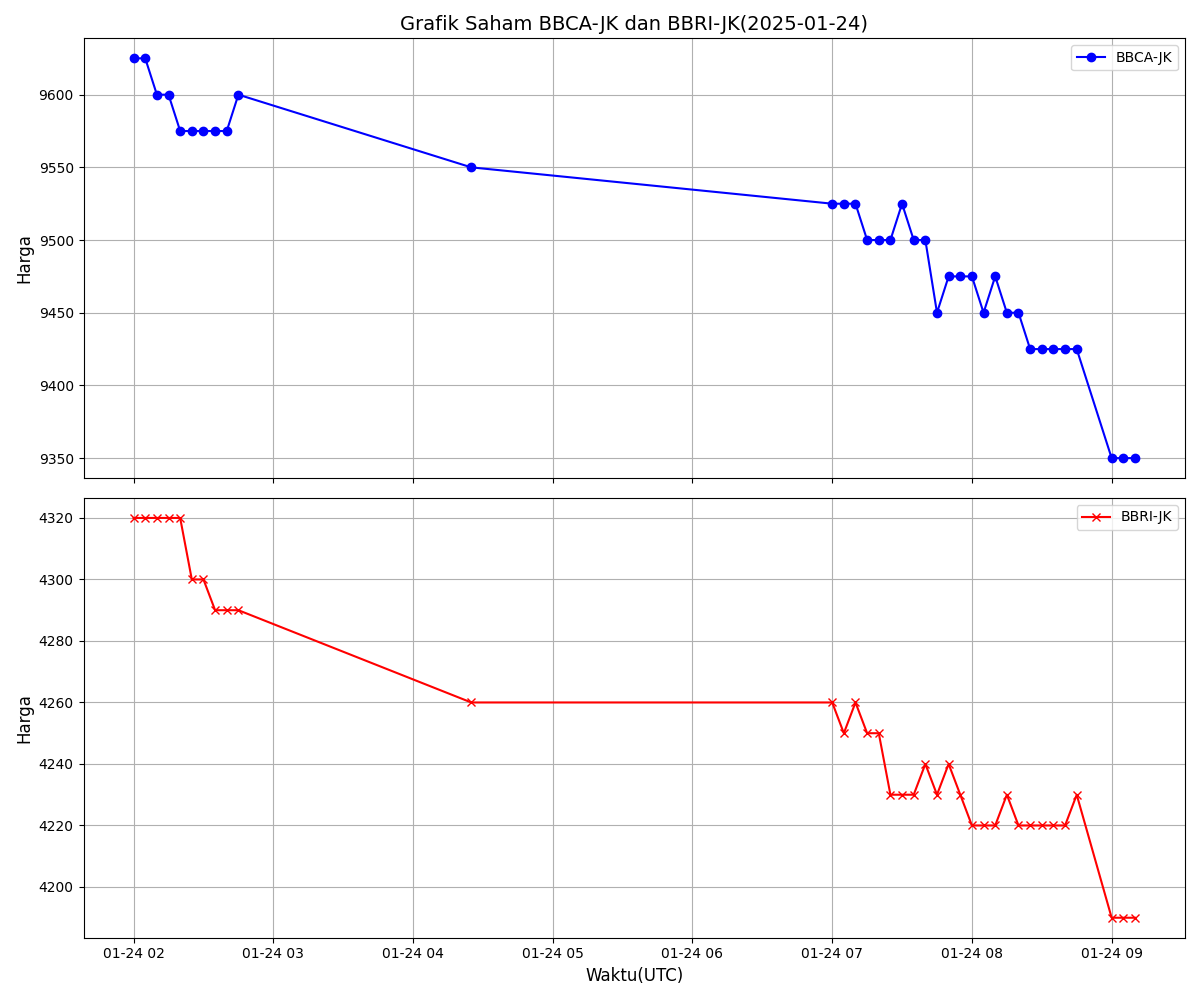 Grafik Saham BBCA-JK dan BBRI-JK(2025-01-24)
BBCA-JK
9600
9550
9500
9450
9400
9350
Harga
BBRI-JK
4320
4300
4280
4260
4240
4220
4200
Harga
01-24 02 01-24 03 01-24 04 01-24 05 01-24 06 01-24 07 01-24 08 01-24 09
Waktu(UTC)